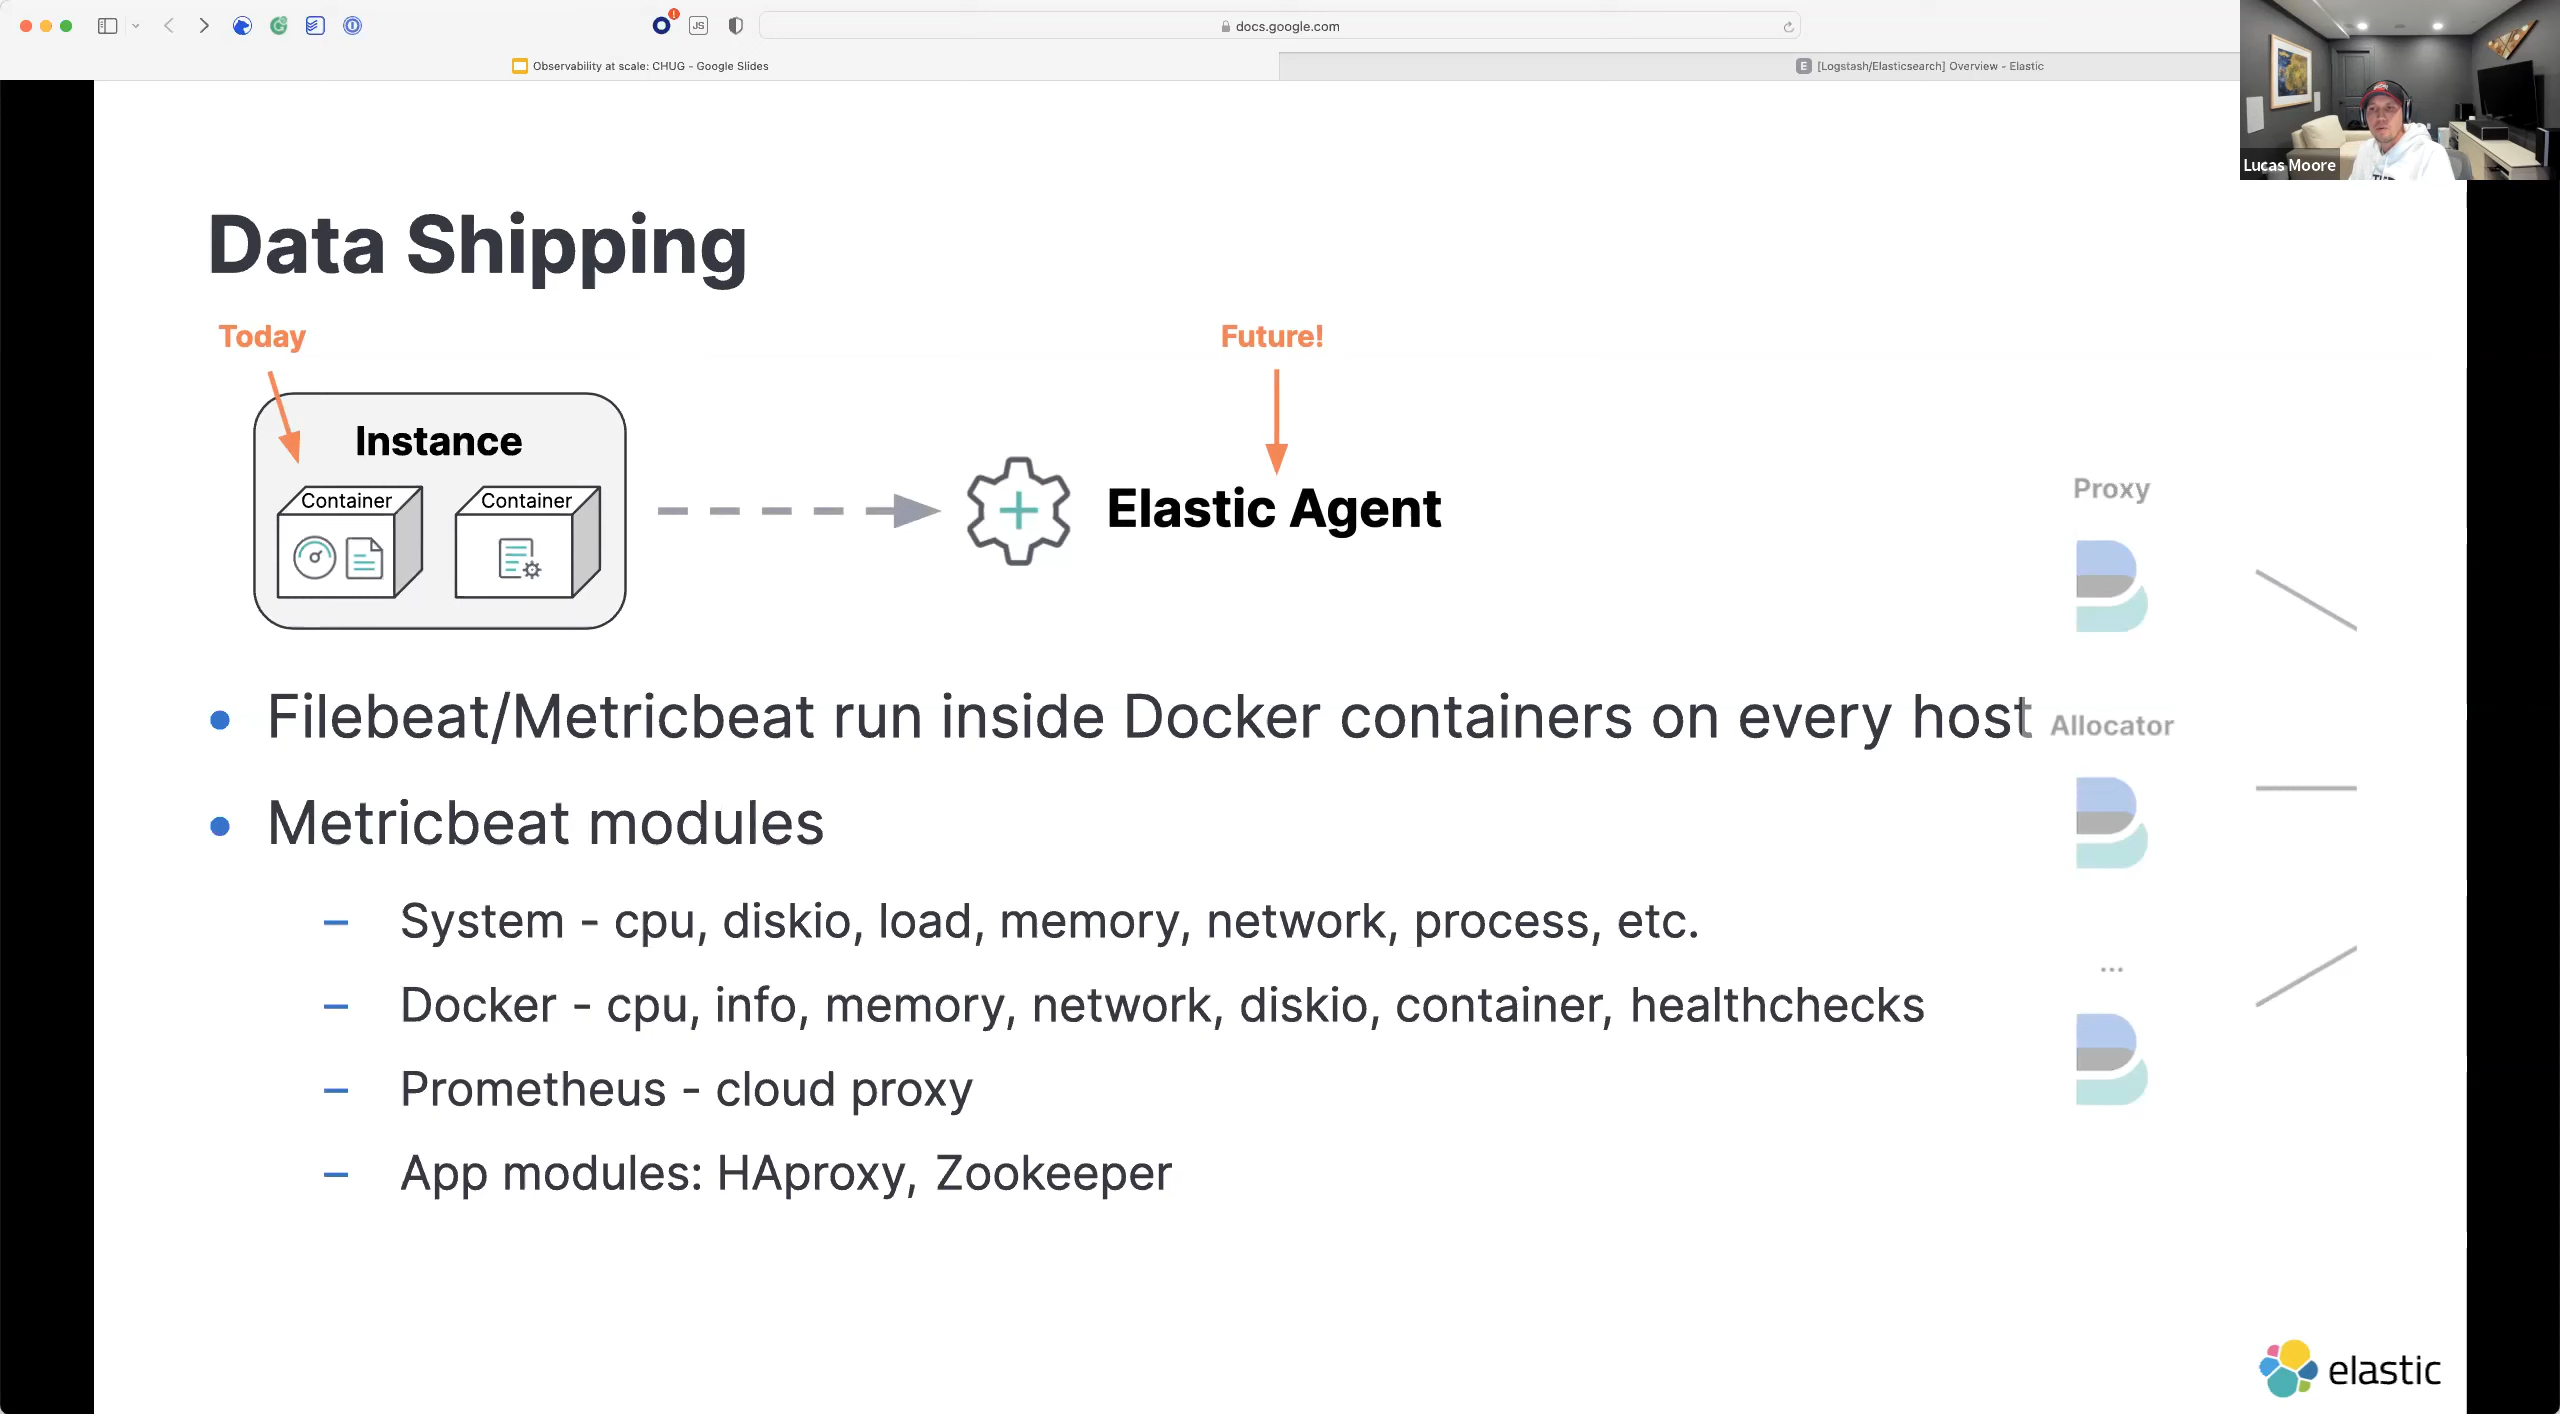 JS
docs.google.com
Observability at scale: CHUG - Google Slides
E [Logstash/Elasticsearch] Overview - Elastic
Lucas Moore
Data Shipping
Today
Future!
Instance
Container
Container
Elastic Agent
Proxy
• Filebeat/Metricbeat run inside Docker containers on every host
Allocator
• Metricbeat modules
– System - cpu, diskio, load, memory, network, process, etc.
...
– Docker - cpu, info, memory, network, diskio, container, healthchecks
– Prometheus - cloud proxy
– App modules: HAproxy, Zookeeper
elastic